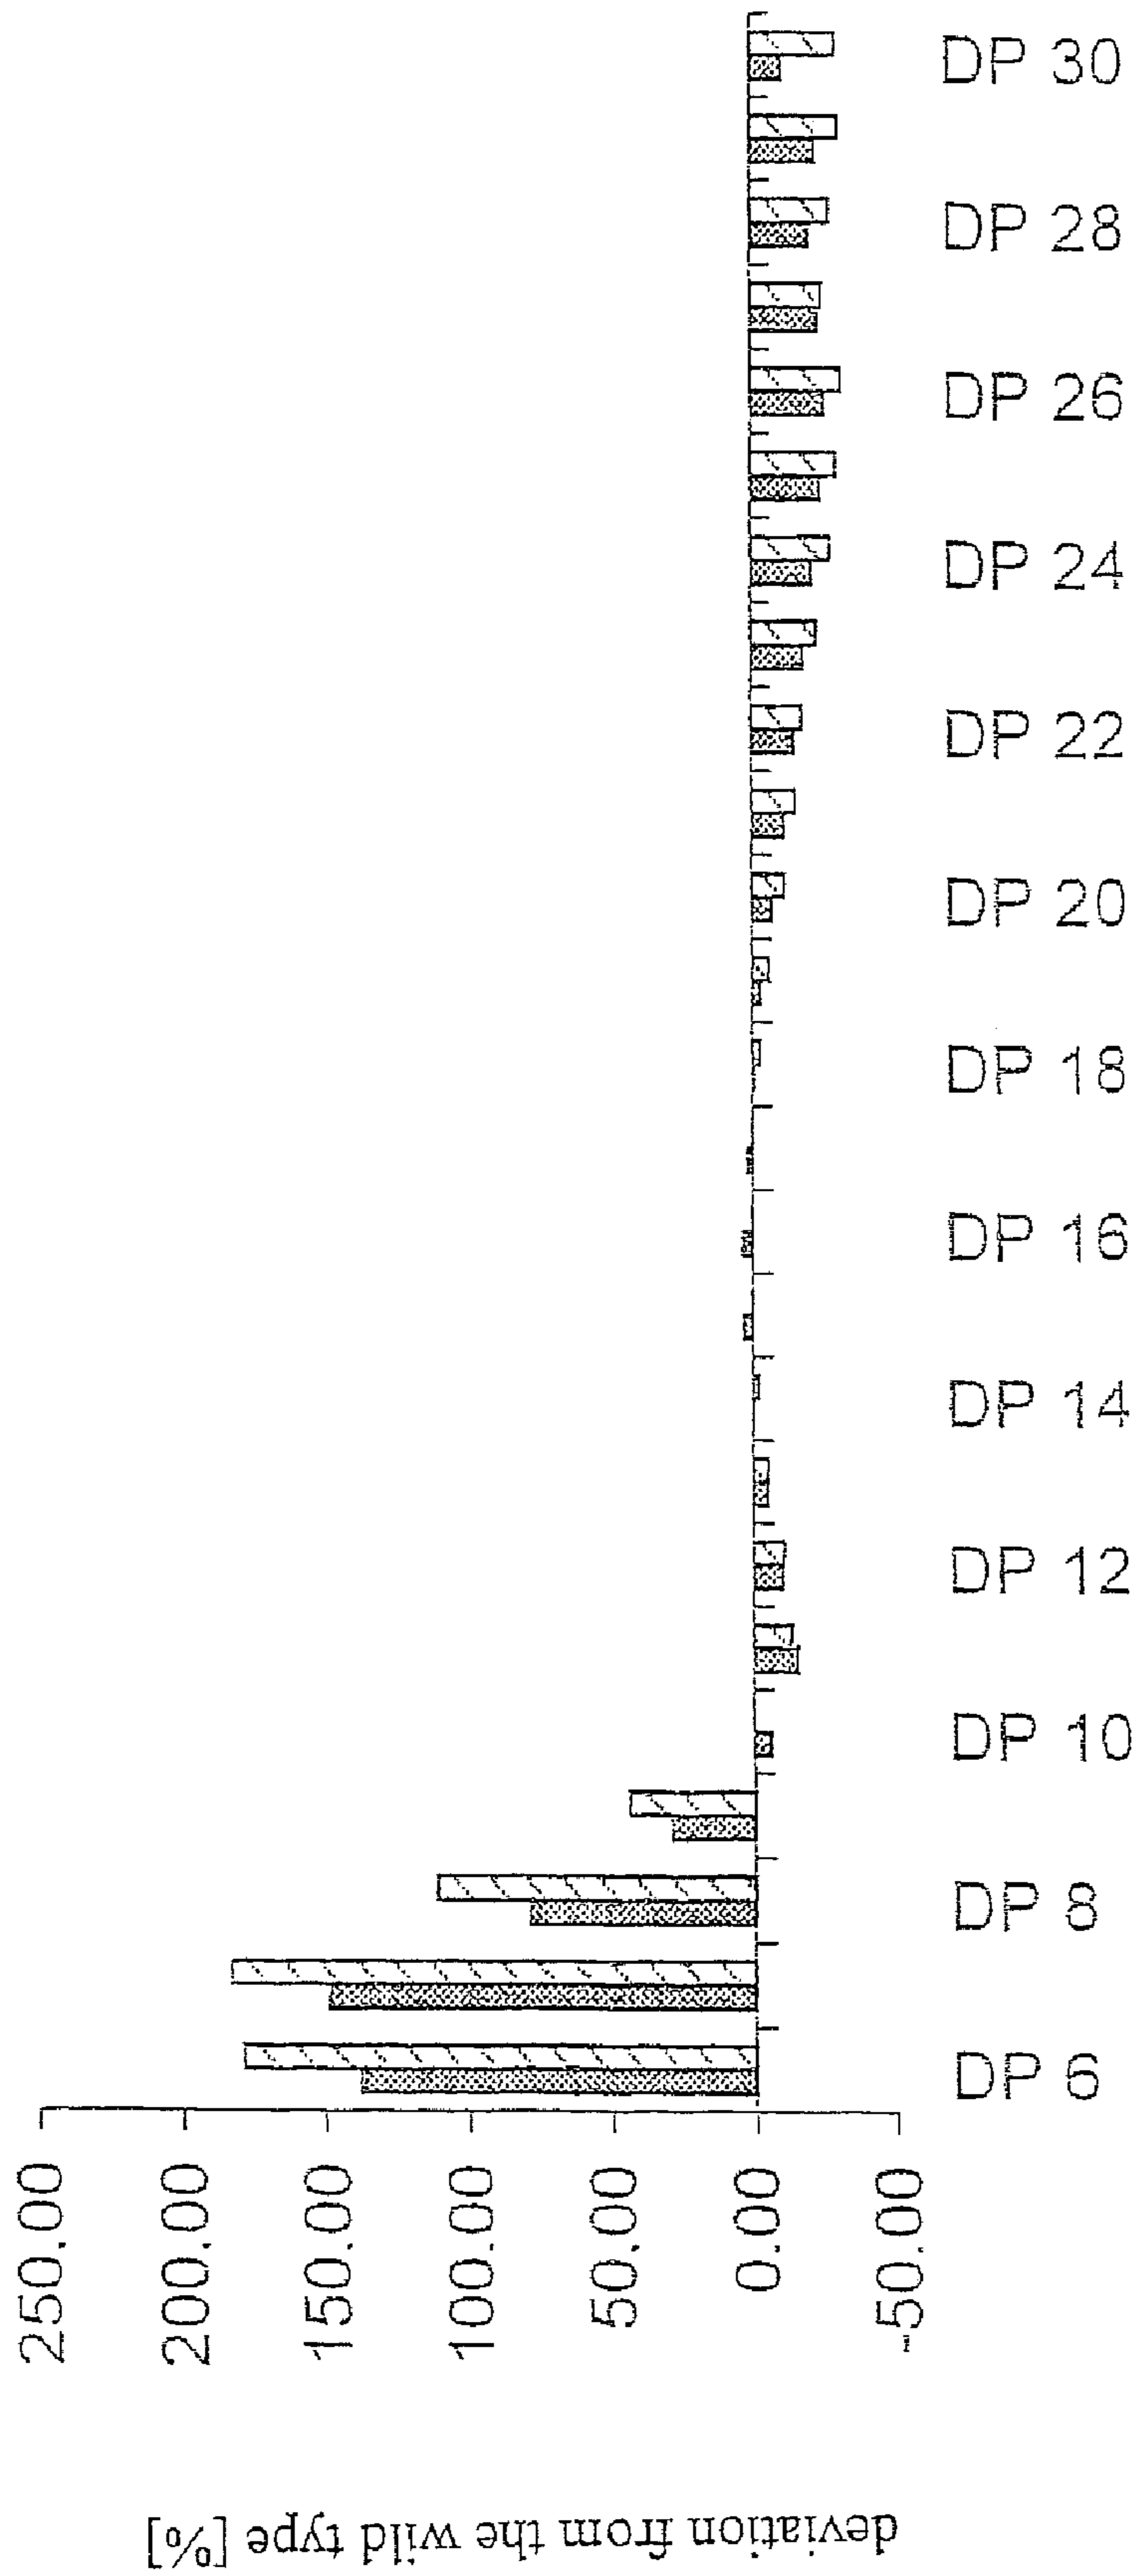 deviation from the wild type [%]
250.00
200.00
150.00
100.00
50.00
0.00
-50.00
DP 6
DP 8
DP 10
DP 12
DP 14
DP 16
DP 18
DP 20
DP 22
DP 24
DP 26
DP 28
DP 30